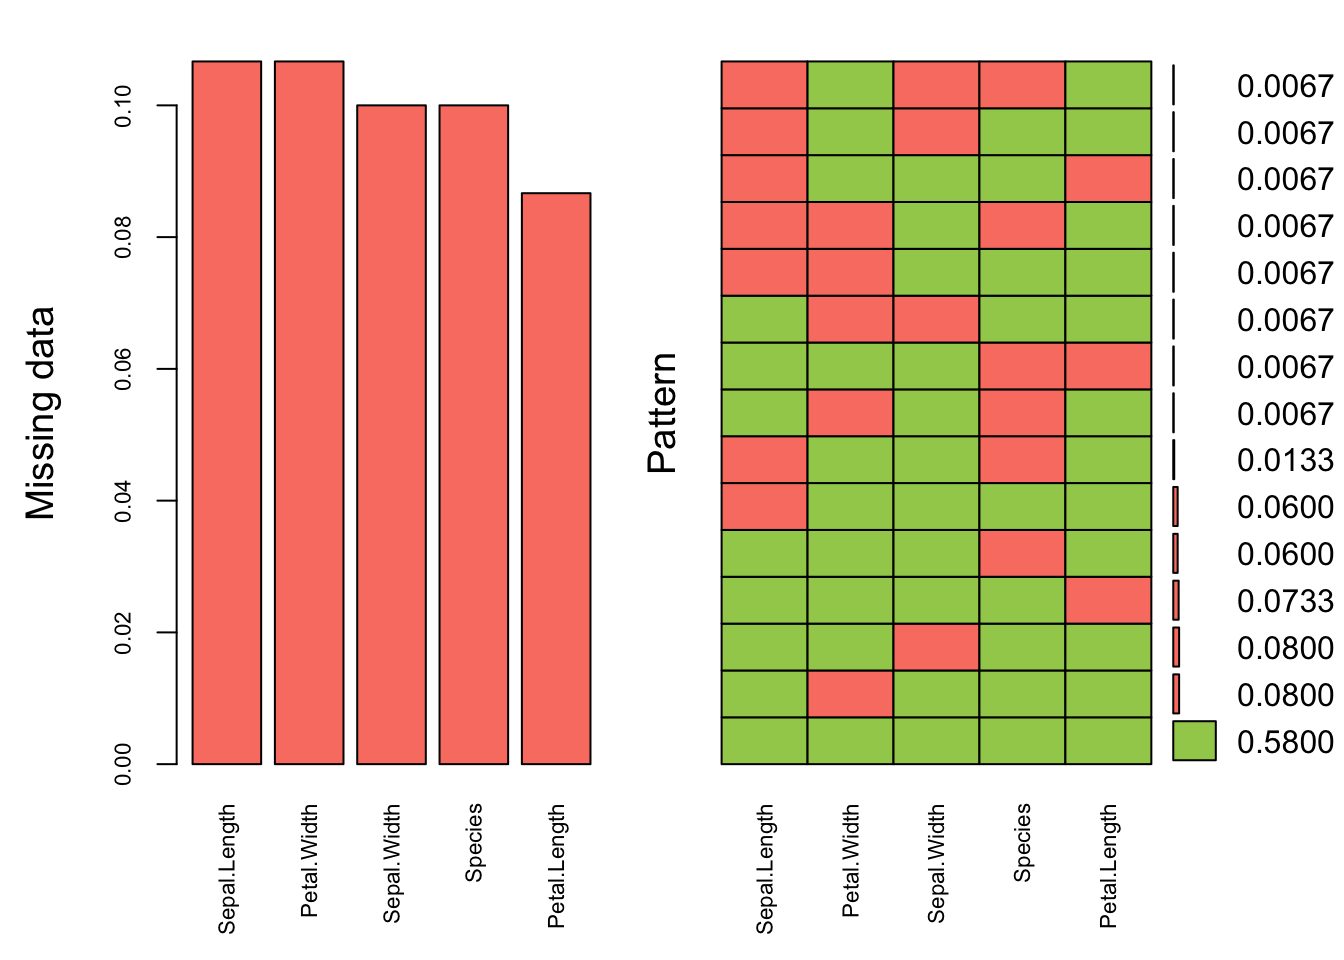 Missing data
0.10
0.08
0.06
0.04
0.02
0.00
Sepal.Length
Petal.Width
Sepal.Width
Species
Petal.Length
Pattern
0.0067
0.0067
0.0067
0.0067
0.0067
0.0067
0.0067
0.0067
0.0133
0.0600
0.0600
0.0733
0.0800
0.0800
0.5800
Sepal.Length
Petal.Width
Sepal.Width
Species
Petal.Length